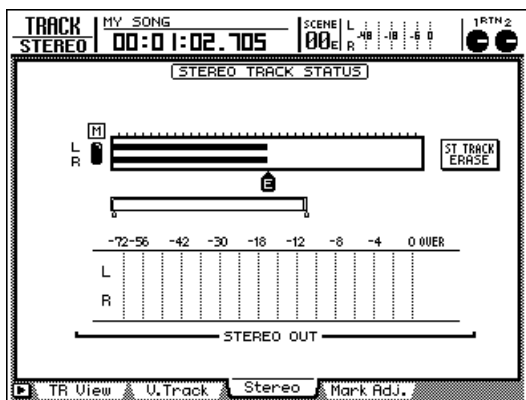 TRACK MY SONG SCENE L -48 -18 -6 0 1 RTN 2
STEREO 00:01:02.705 00E R
STEREO TRACK STATUS
M
L
R
ST TRACK
ERASE
E
-72 -56 -42 -30 -18 -12 -8 -4 0 OVER
L
R
STEREO OUT
TR View V.Track Stereo Mark Adj.